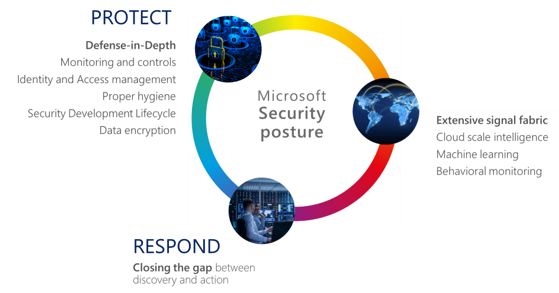 PROTECT
Defense-in-Depth
Monitoring and controls
Identity and Access management
Proper hygiene
Security Development Lifecycle
Data encryption
Microsoft
Security
posture
Extensive signal fabric
Cloud scale intelligence
Machine learning
Behavioral monitoring
RESPOND
Closing the gap between
discovery and action